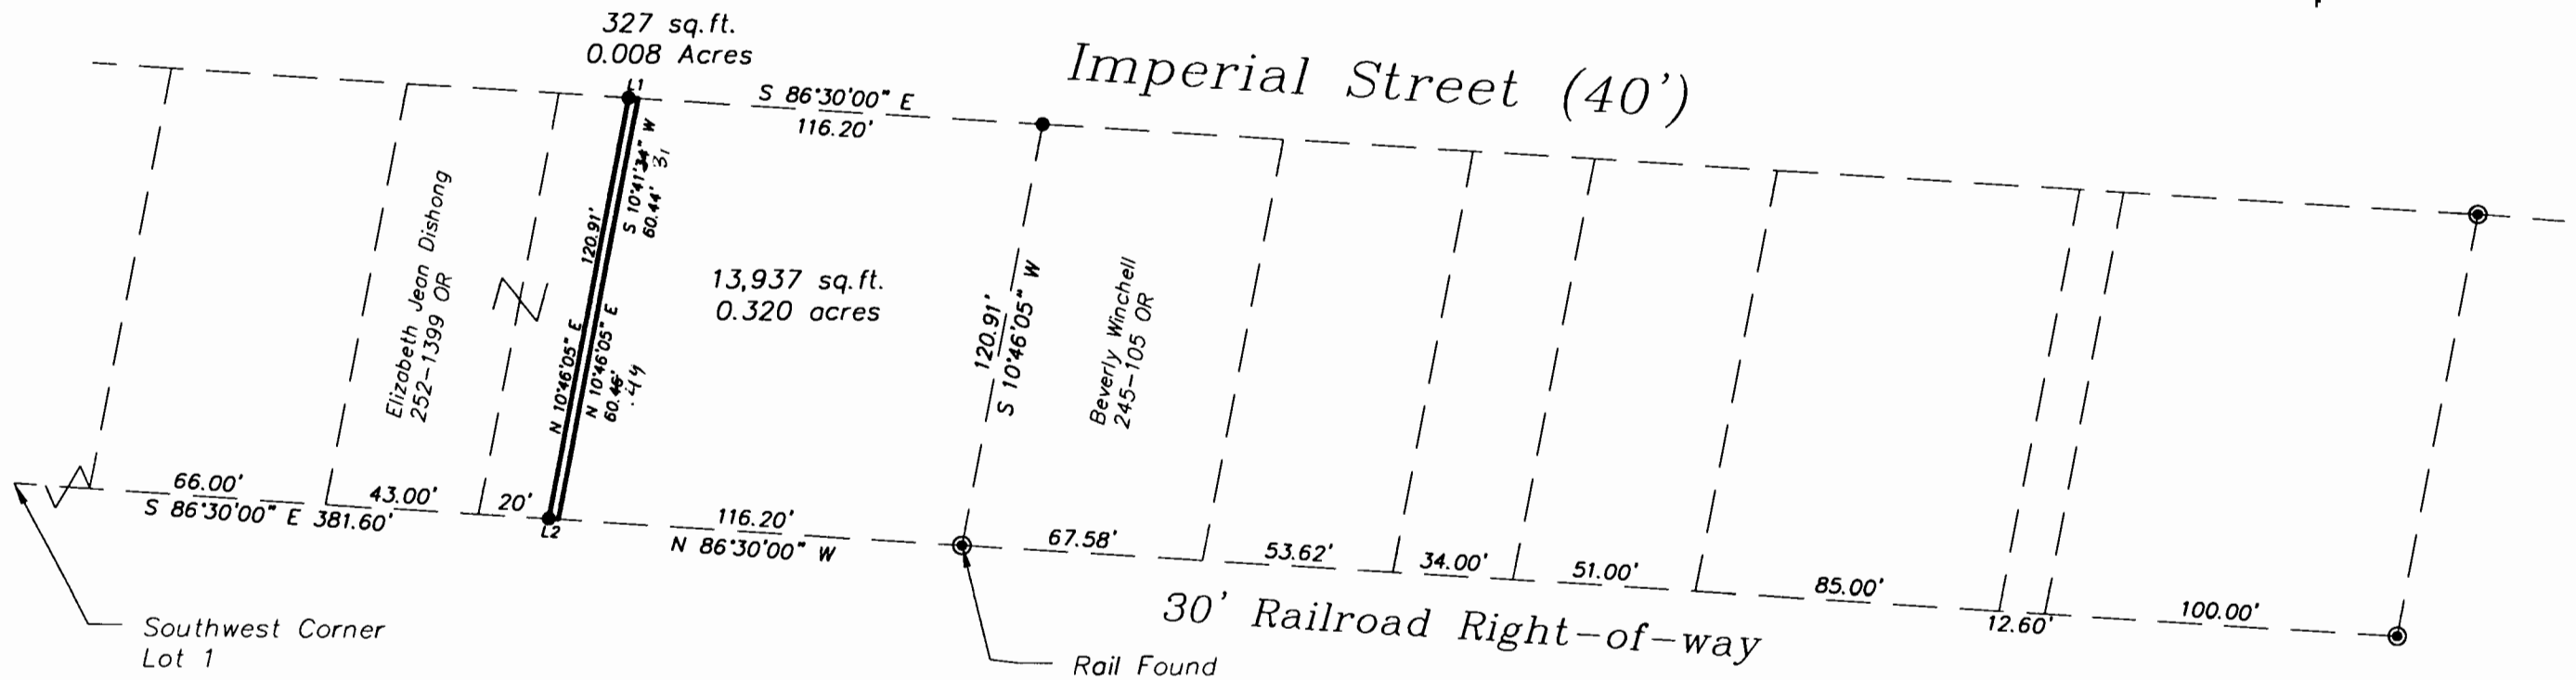 327 sq.ft.
0.008 Acres
L1
S 86°30'00" E
116.20'
Imperial Street (40')
Elizabeth Jean Dishong
252-1399 OR
120.91'
N 10°46'05" E
S 10°41'34" W
31
60.44'
N 10°46'05" E
60.46'
.44
13,937 sq.ft.
0.320 acres
120.91'
S 10°46'05" W
Beverly Winchell
245-105 OR
66.00'
S 86°30'00" E 381.60'
43.00'
20'
L2
116.20'
N 86°30'00" W
67.58'
53.62'
34.00'
51.00'
85.00'
12.60'
100.00'
30' Railroad Right-of-way
Southwest Corner
Lot 1
Rail Found